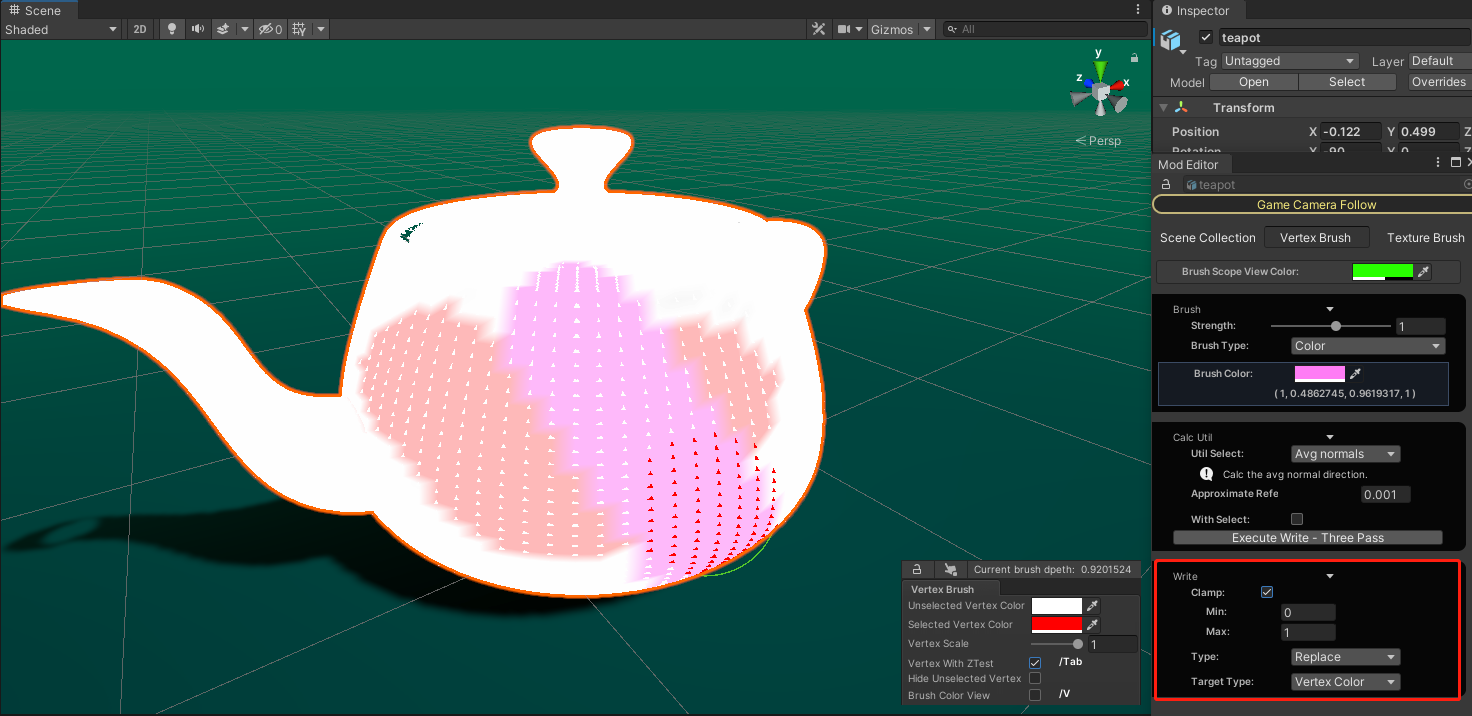 Scene
Shaded
2D
0
Gizmos
All
y
z
x
Persp
Current brush dpeth: 0.9201524
Vertex Brush
Unselected Vertex Color
Selected Vertex Color
Vertex Scale 1
Vertex With ZTest /Tab
Hide Unselected Vertex
Brush Color View /V
Inspector
teapot
Tag Untagged Layer Default
Model Open Select Overrides
Transform
Position X -0.122 Y 0.499 Z
Rotation X -90 Y 0 Z
Mod Editor
teapot
Game Camera Follow
Scene Collection Vertex Brush Texture Brush
Brush Scope View Color:
Brush
Strength: 1
Brush Type: Color
Brush Color:
(1, 0.4862745, 0.9619317, 1)
Calc Util
Util Select: Avg normals
Calc the avg normal direction.
Approximate Refe 0.001
With Select:
Execute Write - Three Pass
Write
Clamp:
Min: 0
Max: 1
Type: Replace
Target Type: Vertex Color